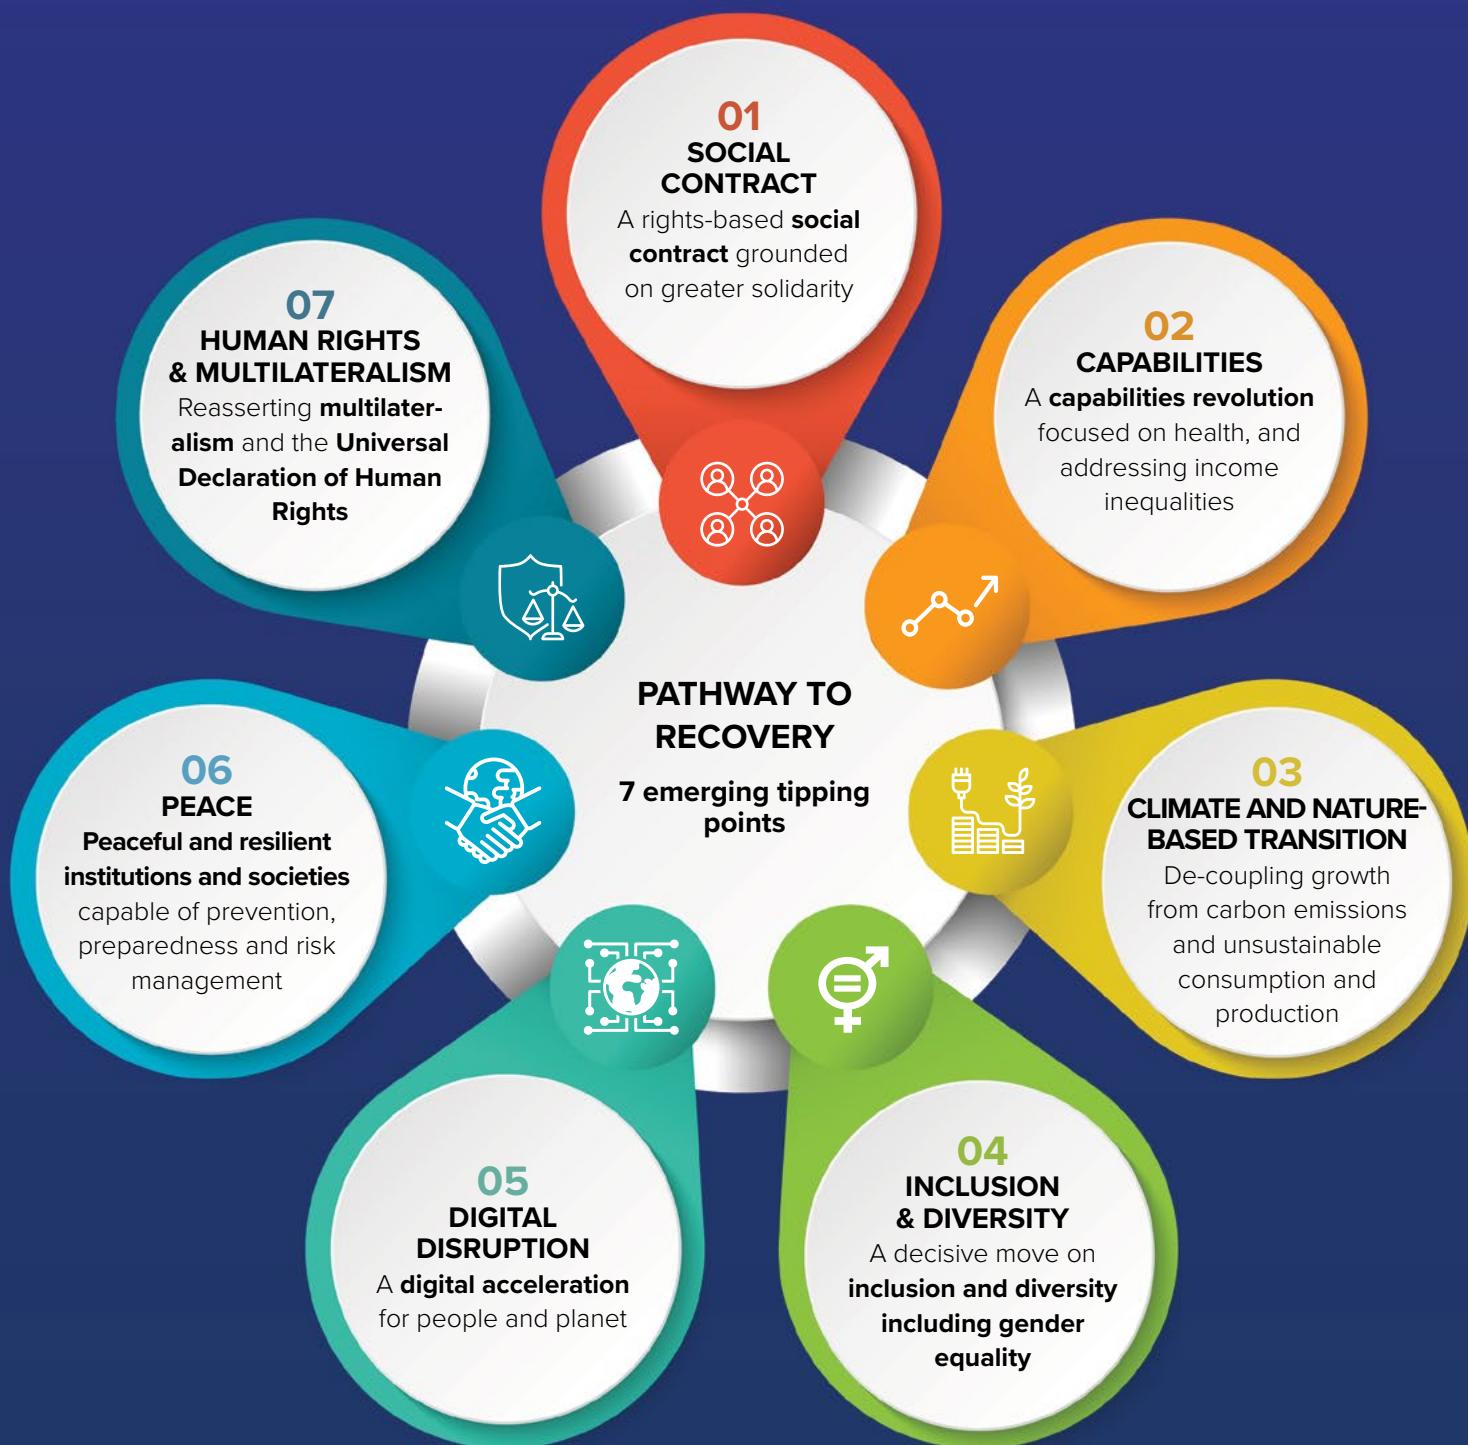 01
SOCIAL
CONTRACT
A rights-based social
contract grounded
on greater solidarity
02
CAPABILITIES
A capabilities revolution
focused on health, and
addressing income
inequalities
03
CLIMATE AND NATURE-
BASED TRANSITION
De-coupling growth
from carbon emissions
and unsustainable
consumption and
production
04
INCLUSION
& DIVERSITY
A decisive move on
inclusion and diversity
including gender
equality
05
DIGITAL
DISRUPTION
A digital acceleration
for people and planet
06
PEACE
Peaceful and resilient
institutions and societies
capable of prevention,
preparedness and risk
management
07
HUMAN RIGHTS
& MULTILATERALISM
Reasserting multilater-
alism and the Universal
Declaration of Human
Rights
PATHWAY TO
RECOVERY
7 emerging tipping
points